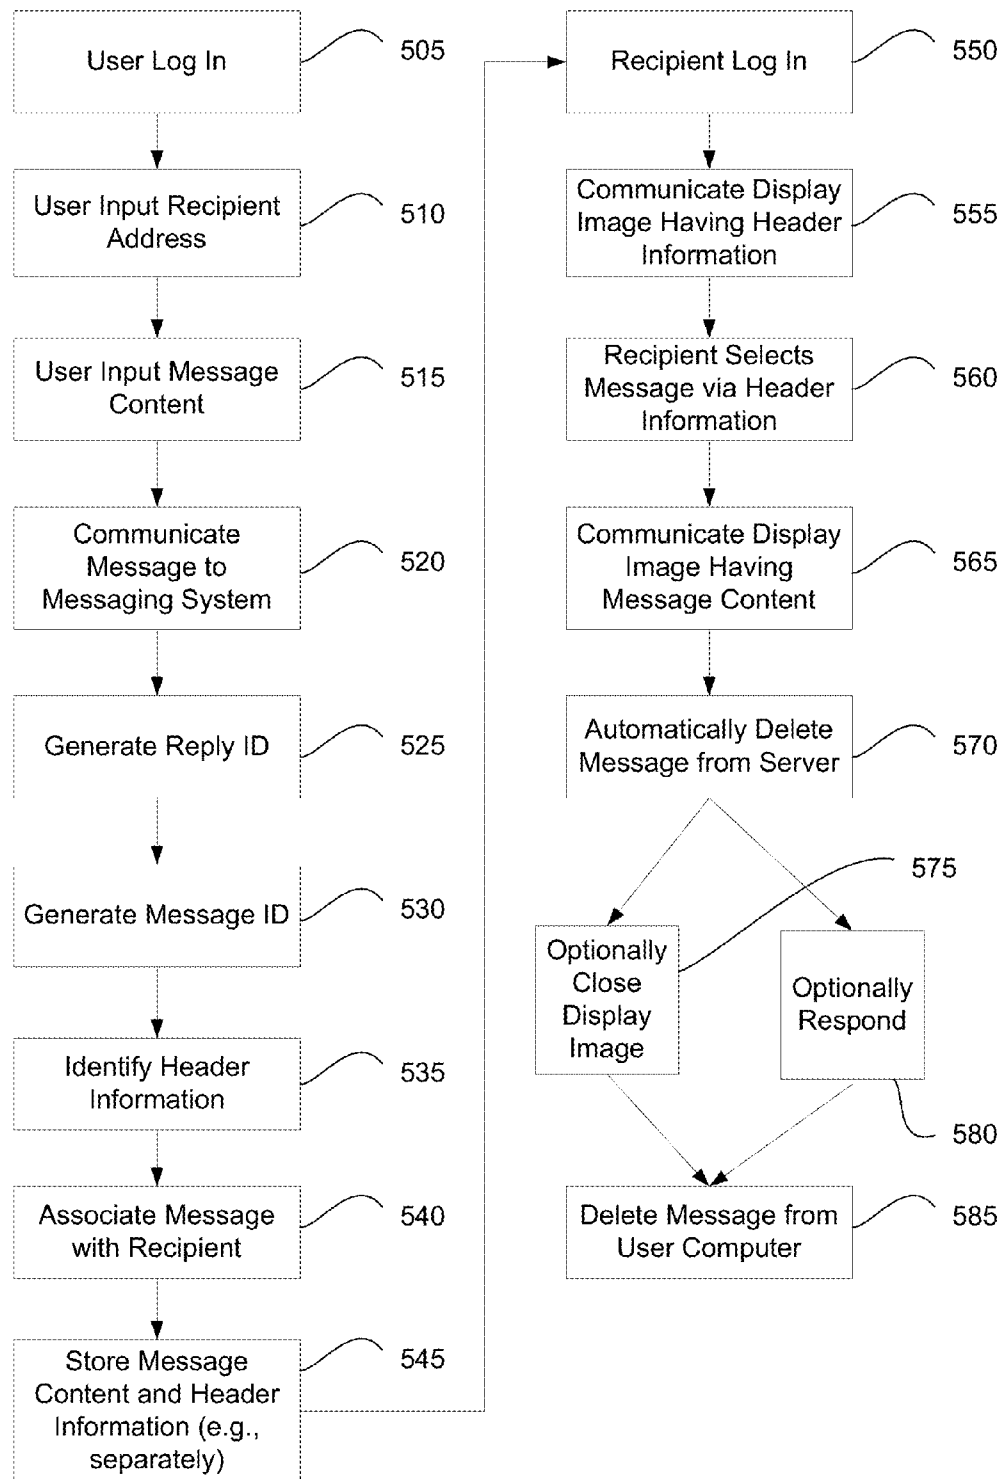 User Log In
505
User Input Recipient
Address
510
User Input Message
Content
515
Communicate
Message to
Messaging System
520
Generate Reply ID
525
Generate Message ID
530
Identify Header
Information
535
Associate Message
with Recipient
540
Store Message
Content and Header
Information (e.g.,
separately)
545
Recipient Log In
550
Communicate Display
Image Having Header
Information
555
Recipient Selects
Message via Header
Information
560
Communicate Display
Image Having
Message Content
565
Automatically Delete
Message from Server
570
Optionally
Close
Display
Image
575
Optionally
Respond
580
Delete Message from
User Computer
585